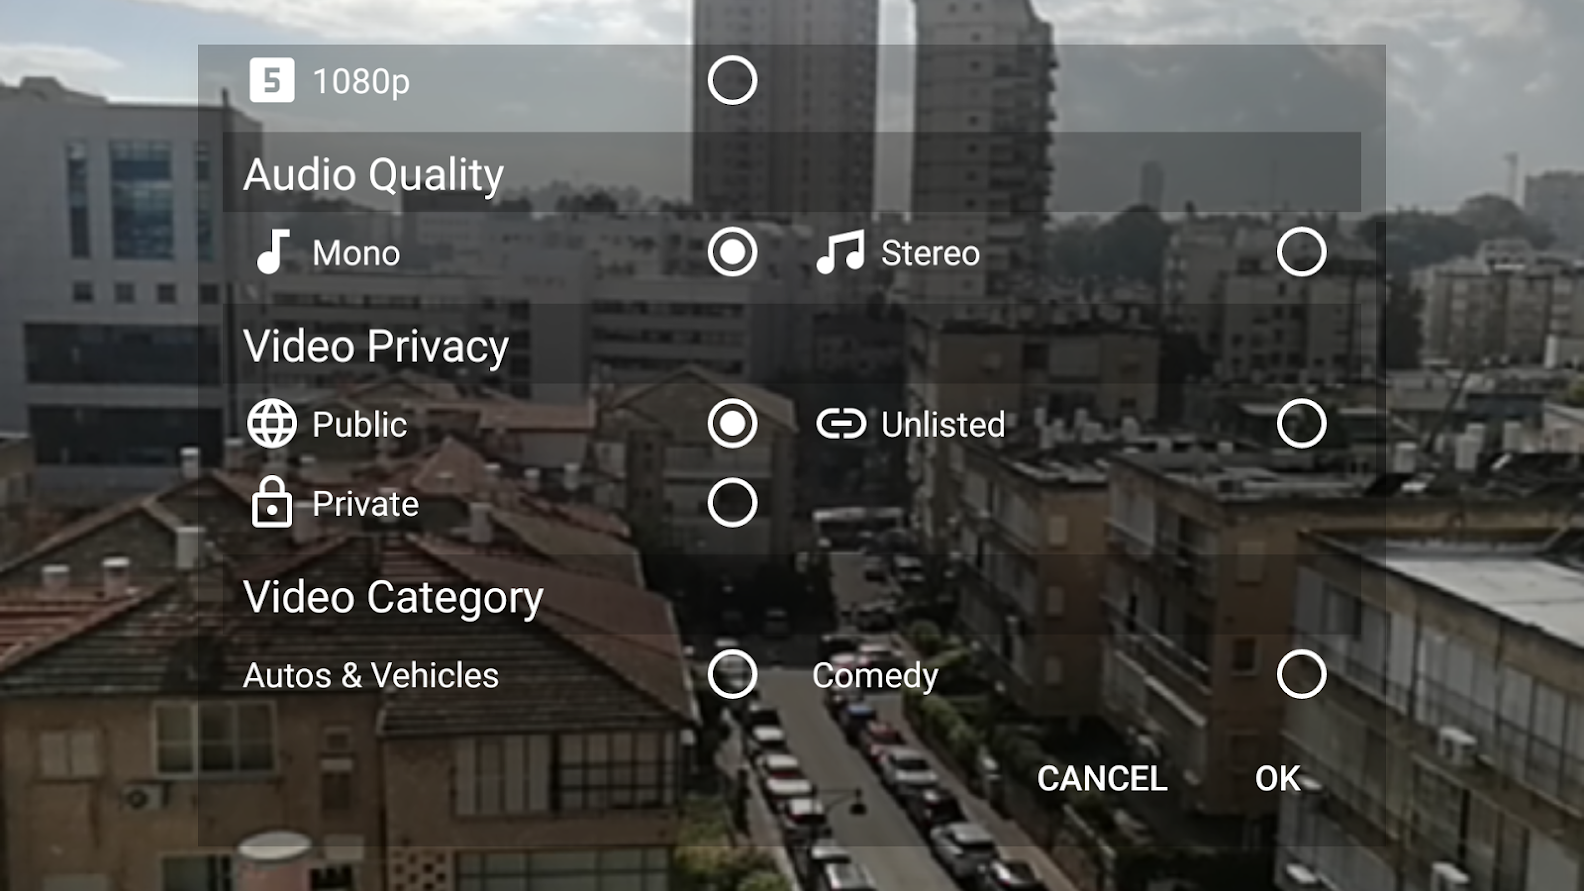 5 1080p
Audio Quality
Mono Stereo
Video Privacy
Public Unlisted
Private
Video Category
Autos & Vehicles Comedy
CANCEL OK